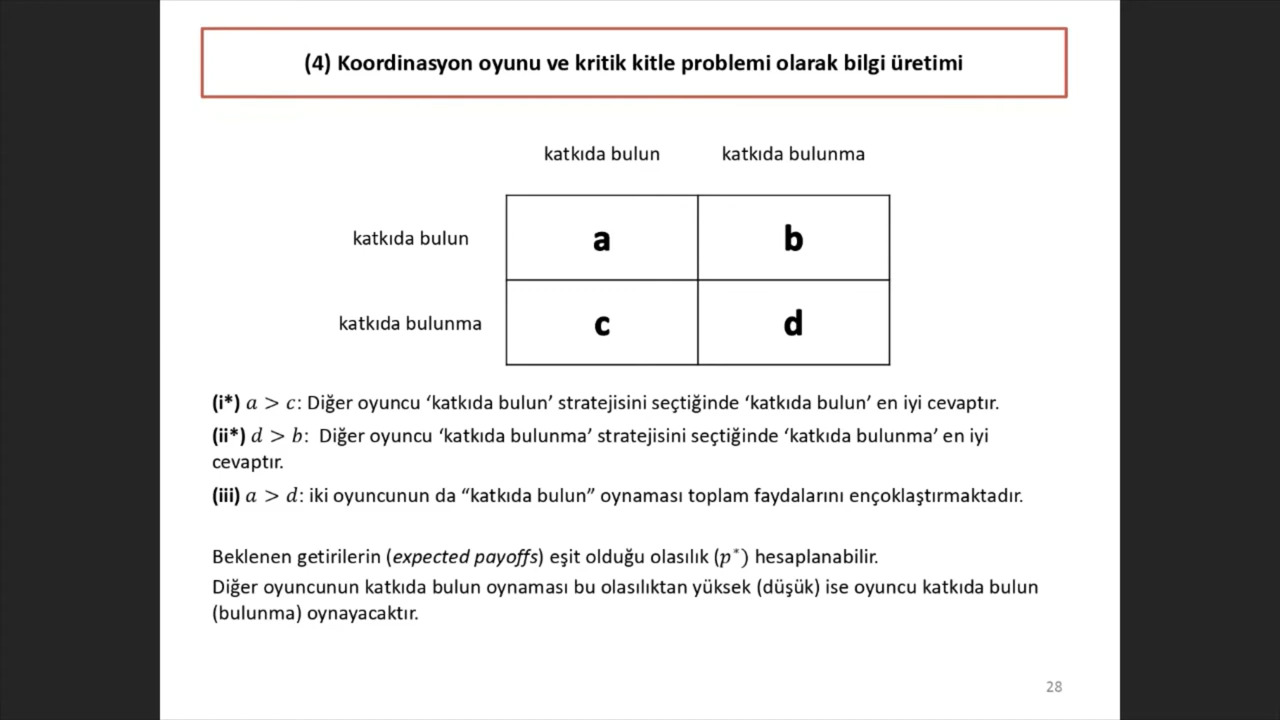 (4) Koordinasyon oyunu ve kritik kitle problemi olarak bilgi üretimi
katkıda bulun katkıda bulunma
katkıda bulun a b
katkıda bulunma c d
(i*) a > c: Diğer oyuncu ‘katkıda bulun’ stratejisini seçtiğinde ‘katkıda bulun’ en iyi cevaptır.
(ii*) d > b: Diğer oyuncu ‘katkıda bulunma’ stratejisini seçtiğinde ‘katkıda bulunma’ en iyi
cevaptır.
(iii) a > d: iki oyuncunun da “katkıda bulun” oynaması toplam faydalarını ençoklaştırmaktadır.
Beklenen getirilerin (expected payoffs) eşit olduğu olasılık (p*) hesaplanabilir.
Diğer oyuncunun katkıda bulun oynaması bu olasılıktan yüksek (düşük) ise oyuncu katkıda bulun
(bulunma) oynayacaktır.
28